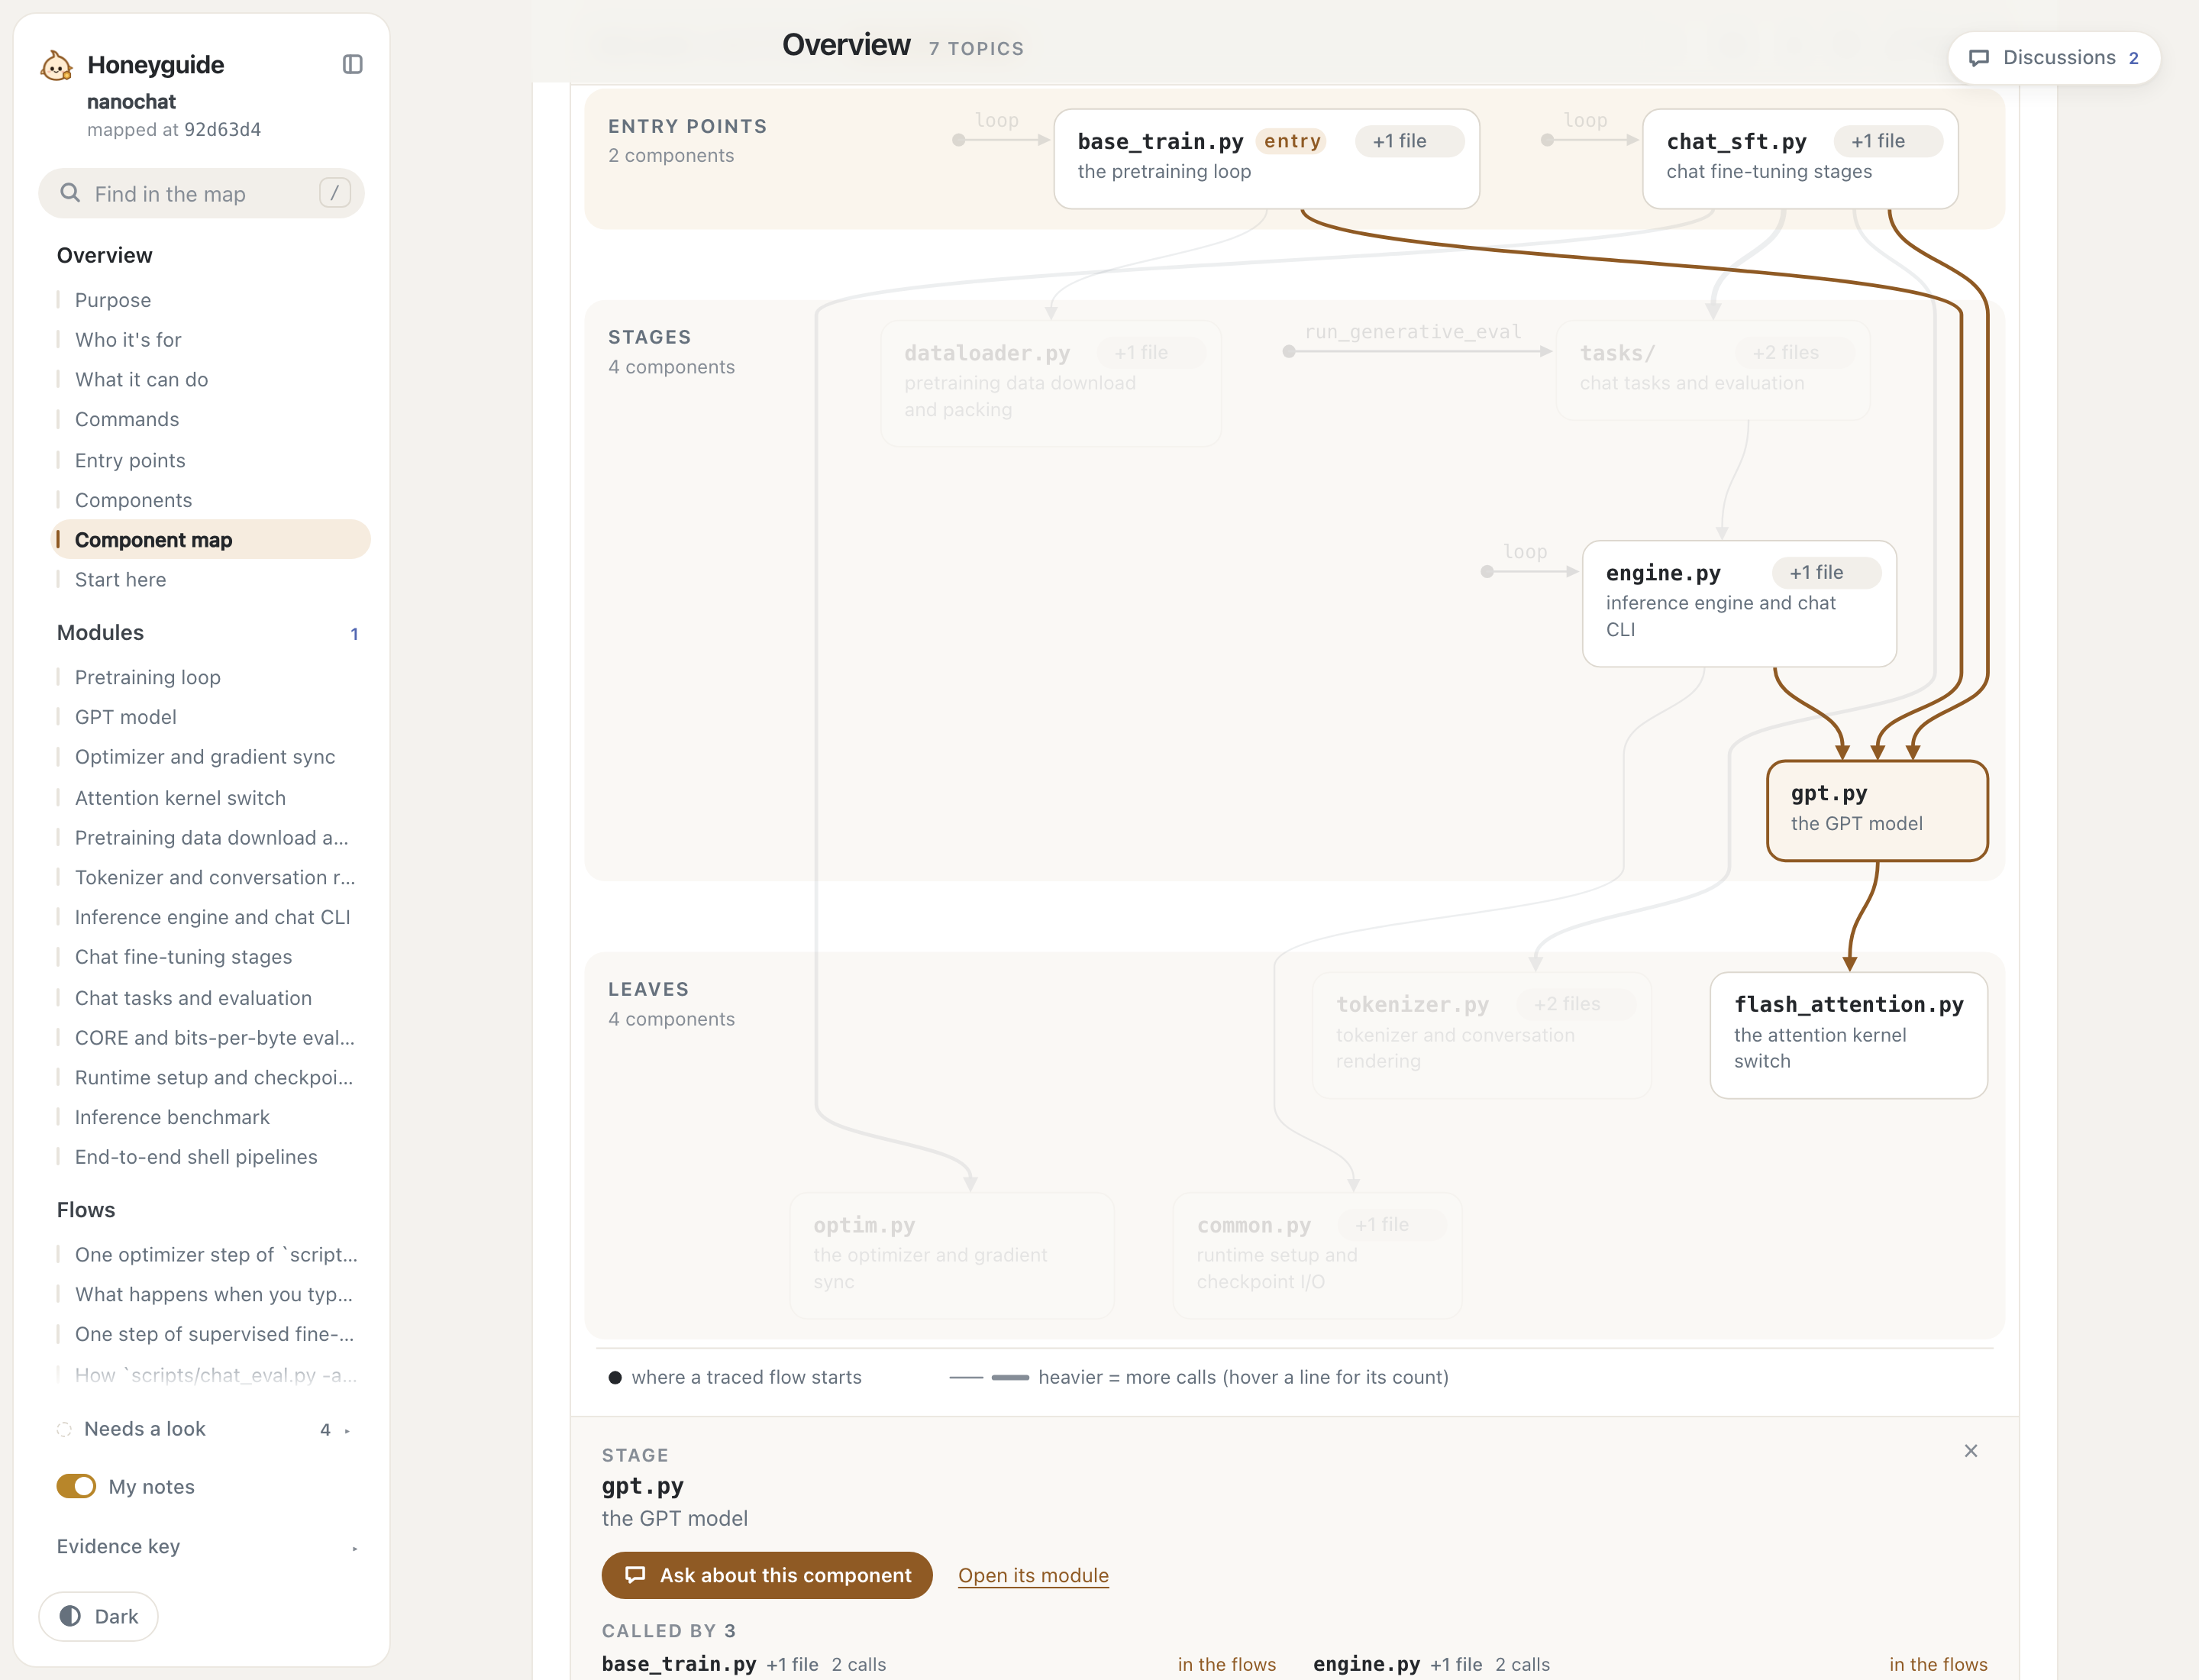 Honeyguide
nanochat
mapped at 92d63d4
Find in the map /
Overview
Purpose
Who it's for
What it can do
Commands
Entry points
Components
Component map
Start here
Modules 1
Pretraining loop
GPT model
Optimizer and gradient sync
Attention kernel switch
Pretraining data download a...
Tokenizer and conversation r...
Inference engine and chat CLI
Chat fine-tuning stages
Chat tasks and evaluation
CORE and bits-per-byte eval...
Runtime setup and checkpoi...
Inference benchmark
End-to-end shell pipelines
Flows
One optimizer step of `script...
What happens when you typ...
One step of supervised fine-...
How `scripts/chat_eval.py -a...
Needs a look 4
My notes
Evidence key
Dark
Overview 7 TOPICS
Discussions 2
ENTRY POINTS
2 components
loop
base_train.py entry +1 file
the pretraining loop
loop
chat_sft.py +1 file
chat fine-tuning stages
STAGES
4 components
dataloader.py +1 file
pretraining data download
and packing
run_generative_eval
tasks/ +2 files
chat tasks and evaluation
loop
engine.py +1 file
inference engine and chat
CLI
gpt.py
the GPT model
LEAVES
4 components
tokenizer.py +2 files
tokenizer and conversation
rendering
flash_attention.py
the attention kernel
switch
optim.py
the optimizer and gradient
sync
common.py +1 file
runtime setup and
checkpoint I/O
where a traced flow starts
heavier = more calls (hover a line for its count)
STAGE
gpt.py
the GPT model
Ask about this component
Open its module
CALLED BY 3
base_train.py +1 file 2 calls in the flows
engine.py +1 file 2 calls in the flows